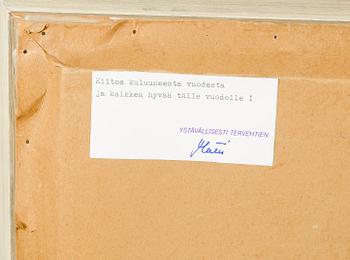 Kiitos kuluneesta vuodesta
ja kaikkea hyvää tälle vuodelle !
YSTÄVÄLLISESTI TERVEHTIEN